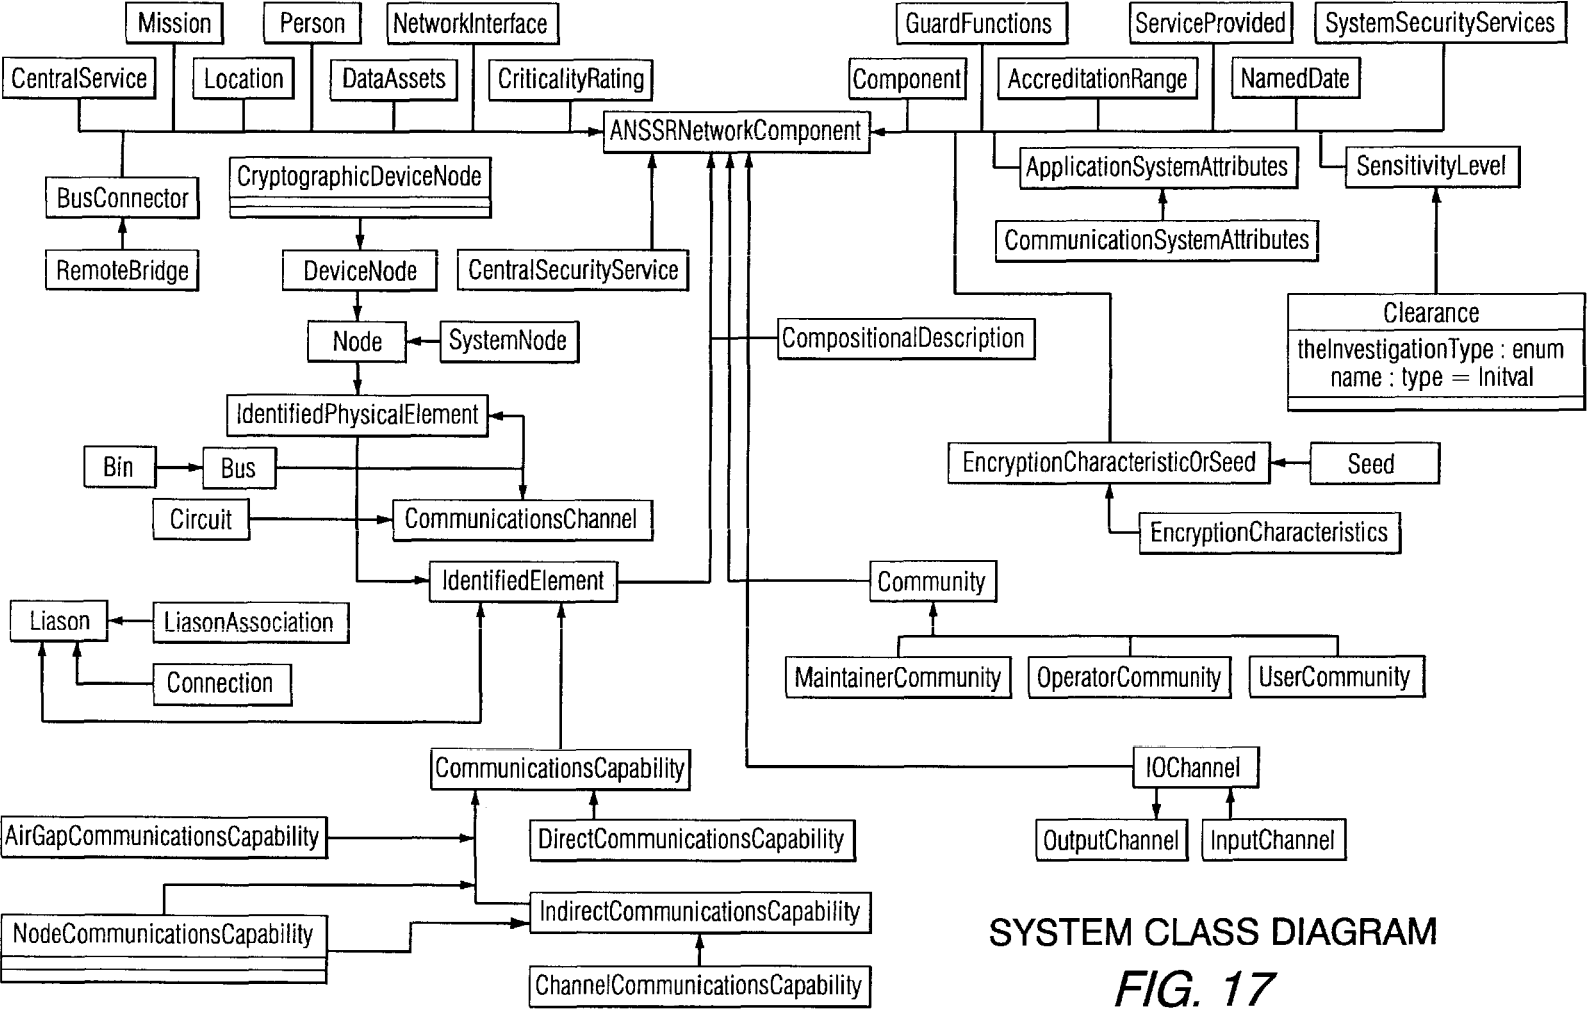 Mission
Person
NetworkInterface
GuardFunctions
ServiceProvided
SystemSecurityServices
CentralService
Location
DataAssets
CriticalityRating
Component
AccreditationRange
NamedDate
ANSSRNetworkComponent
CryptographicDeviceNode
ApplicationSystemAttributes
SensitivityLevel
BusConnector
CommunicationSystemAttributes
RemoteBridge
DeviceNode
CentralSecurityService
Clearance
theInvestigationType : enum
name : type = Initval
Node
SystemNode
CompositionalDescription
IdentifiedPhysicalElement
Bin
Bus
EncryptionCharacteristicOrSeed
Seed
Circuit
CommunicationsChannel
EncryptionCharacteristics
IdentifiedElement
Community
Liason
LiasonAssociation
Connection
MaintainerCommunity
OperatorCommunity
UserCommunity
CommunicationsCapability
IOChannel
AirGapCommunicationsCapability
DirectCommunicationsCapability
OutputChannel
InputChannel
IndirectCommunicationsCapability
NodeCommunicationsCapability
ChannelCommunicationsCapability
SYSTEM CLASS DIAGRAM
FIG. 17